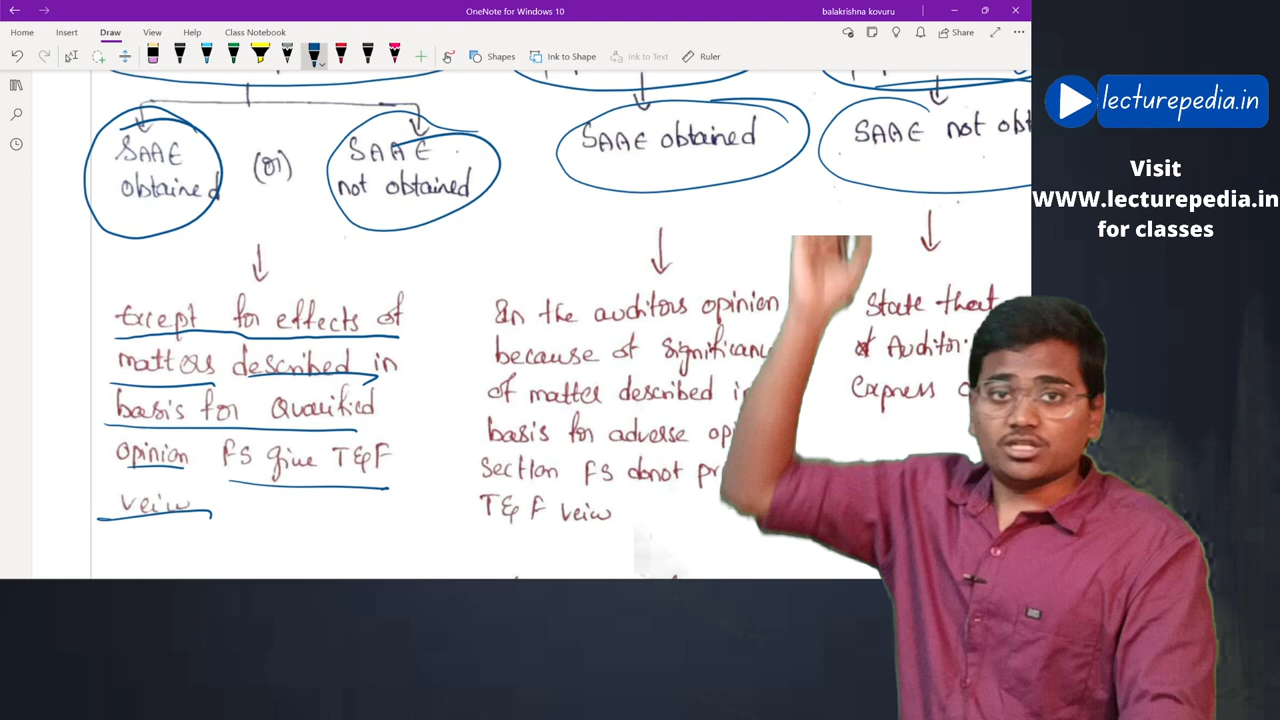 OneNote for Windows 10
balakrishna kovuru
Home
Insert
Draw
View
Help
Class Notebook
Share
Shapes
Ink to Shape
Ink to Text
Ruler
SAAE
obtained
(or)
SAAE
not obtained
SAAE obtained
SAAE not obt
Except for effects of
matters described in
basis for Qualified
opinion FS give T&F
veiw
In the auditors opinion
because of significanc
of matter described i
basis for adverse opi
Section FS donot pr
T& F veiw
State that
Auditor
Express
lecturepedia.in
Visit
WWW.lecturepedia.in
for classes